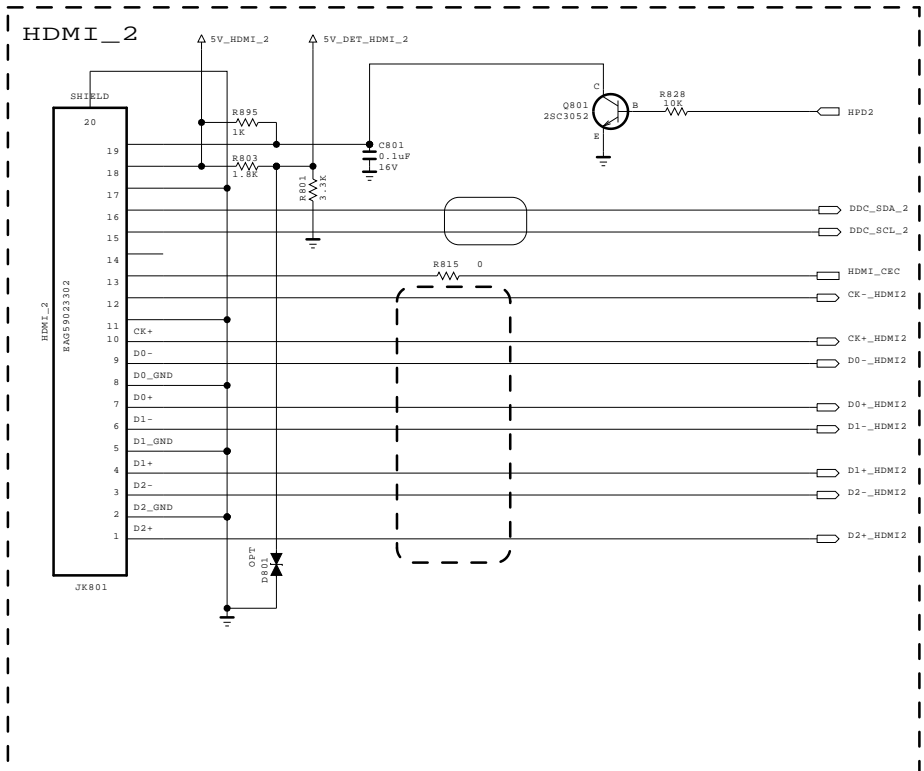 HDMI_2
5V_HDMI_2
5V_DET_HDMI_2
SHIELD
20
R895
1K
C801
0.1uF
16V
Q801
2SC3052
C
B
E
R828
10K
HPD2
19
R803
1.8K
18
R801
3.3K
17
16
DDC_SDA_2
15
DDC_SCL_2
14
R815 0
13
HDMI_CEC
12
CK-_HDMI2
HDMI_2
EAG59023302
11
CK+
10
CK+_HDMI2
D0-
9
D0-_HDMI2
D0_GND
8
D0+
7
D0+_HDMI2
D1-
6
D1-_HDMI2
D1_GND
5
D1+
4
D1+_HDMI2
D2-
3
D2-_HDMI2
D2_GND
2
D2+
1
D2+_HDMI2
OPT
D801
JK801